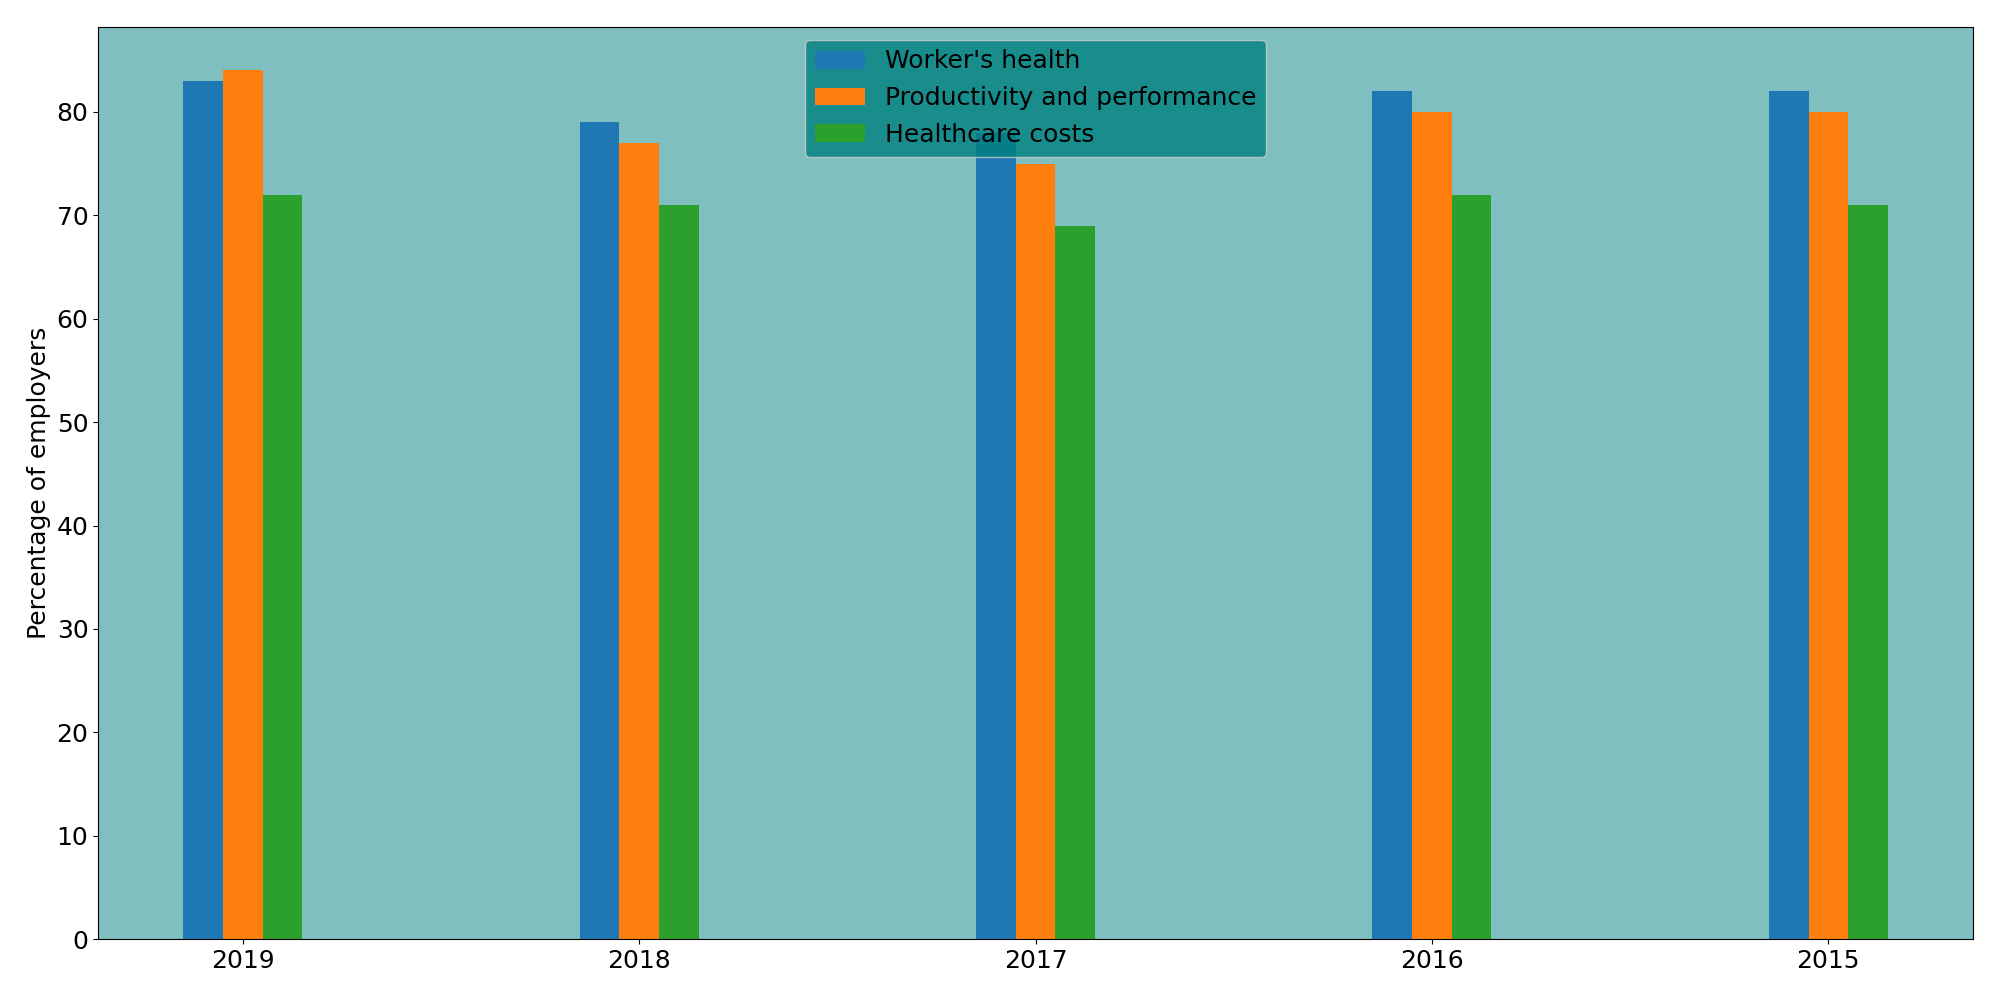 Worker's health
Productivity and performance
Healthcare costs
Percentage of employers
80
70
60
50
40
30
20
10
0
2019 2018 2017 2016 2015